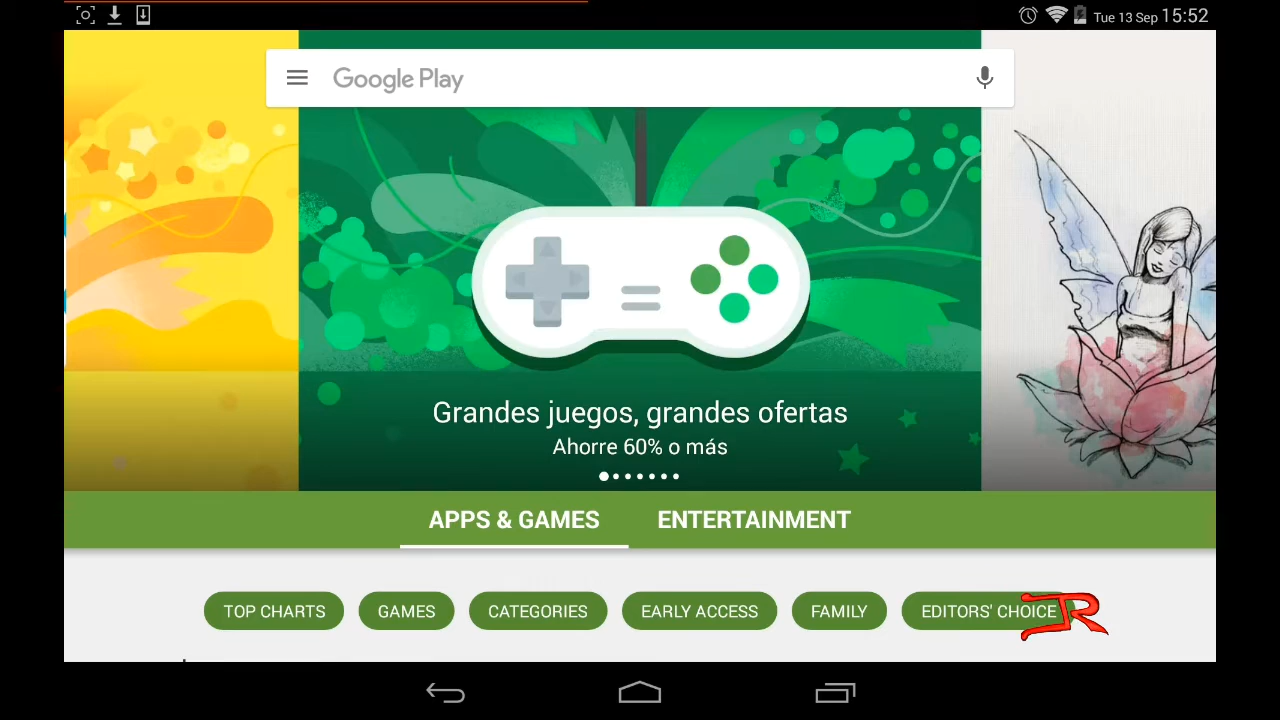 Tue 13 Sep 15:52
Google Play
Grandes juegos, grandes ofertas
Ahorre 60% o más
APPS & GAMES
ENTERTAINMENT
TOP CHARTS
GAMES
CATEGORIES
EARLY ACCESS
FAMILY
EDITORS' CHOICE